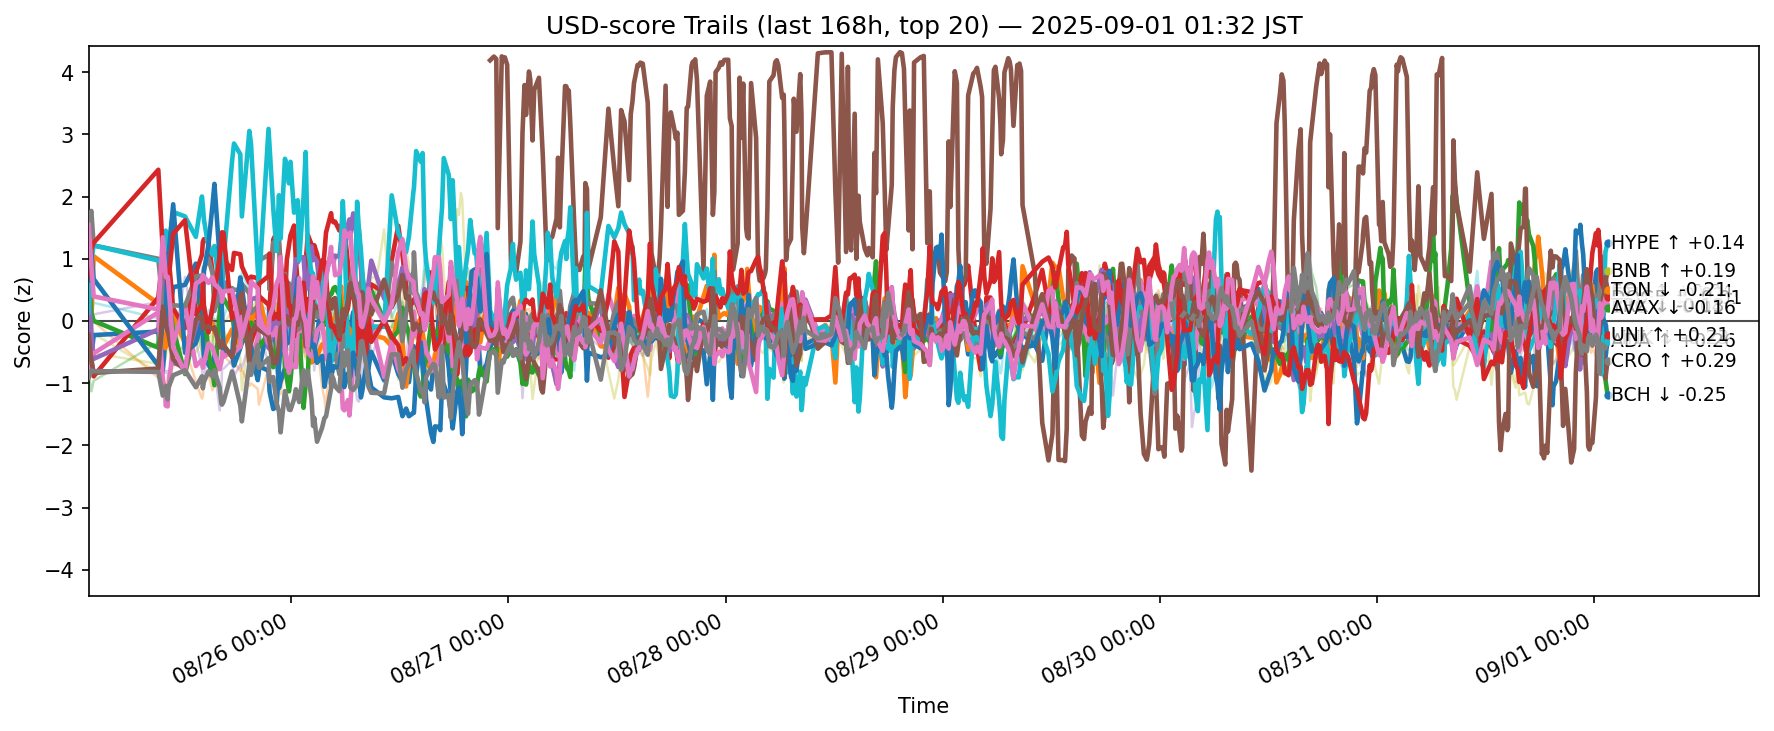 USD-score Trails (last 168h, top 20) — 2025-09-01 01:32 JST
Score (z)
4
3
2
1
0
−1
−2
−3
−4
HYPE ↑ +0.14
BNB ↑ +0.19
TON ↓ -0.21
AVAX ↓ -0.16
UNI ↑ +0.21
ADA ↑ +0.26
CRO ↑ +0.29
BCH ↓ -0.25
08/26 00:00
08/27 00:00
08/28 00:00
08/29 00:00
08/30 00:00
08/31 00:00
09/01 00:00
Time